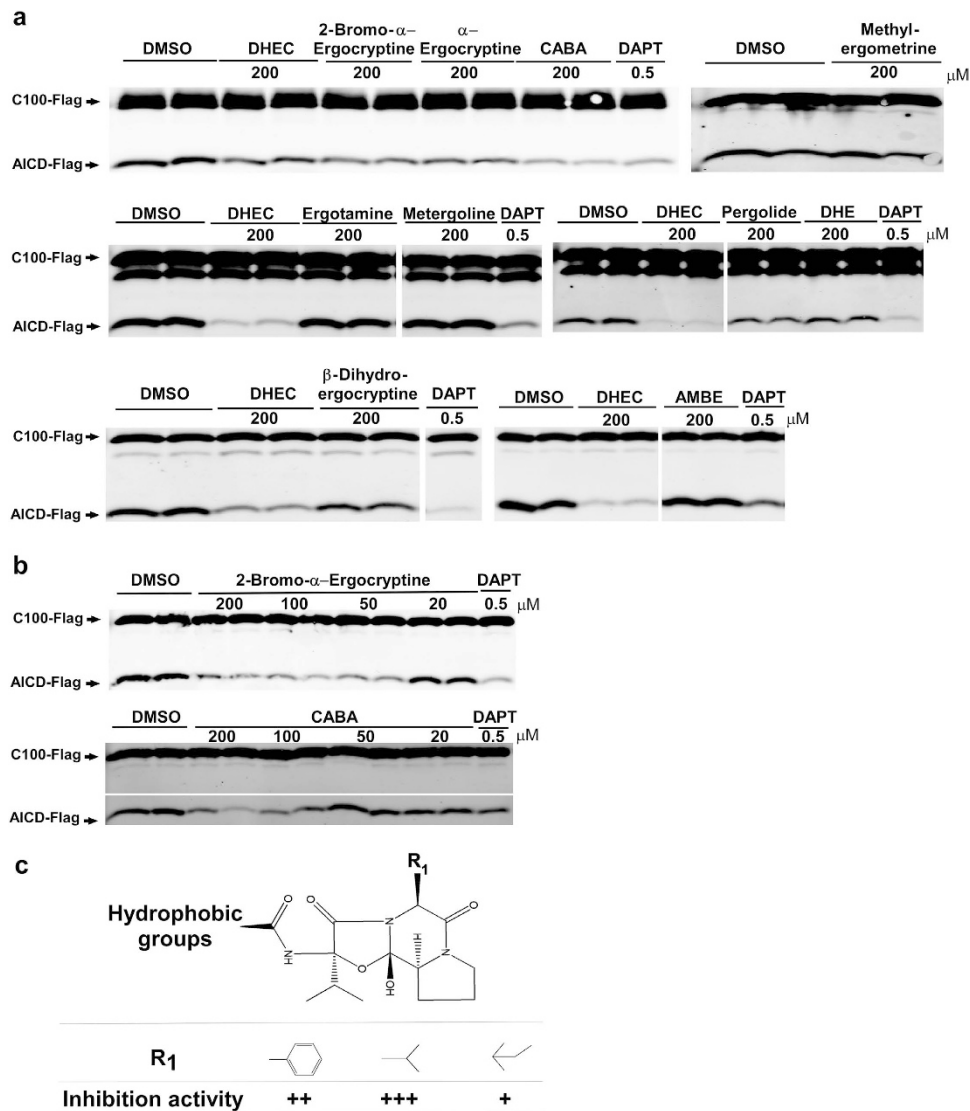 a
2-Bromo-α– α–
DMSO DHEC Ergocryptine Ergocryptine CABA DAPT
200 200 200 200 0.5
C100-Flag
AICD-Flag
Methyl-
DMSO ergometrine
200 μM
DMSO DHEC Ergotamine Metergoline DAPT
200 200 200 0.5
C100-Flag
AICD-Flag
DMSO DHEC Pergolide DHE DAPT
200 200 200 0.5 μM
β-Dihydro-
DMSO DHEC ergocryptine DAPT
200 200 0.5
C100-Flag
AICD-Flag
DMSO DHEC AMBE DAPT
200 200 0.5 μM
b
DMSO 2-Bromo-α–Ergocryptine DAPT
200 100 50 20 0.5 μM
C100-Flag
AICD-Flag
DMSO CABA DAPT
200 100 50 20 0.5 μM
C100-Flag
AICD-Flag
c
R1
O O O
Hydrophobic
groups
N H N
NH O HO
R1
Inhibition activity ++ +++ +